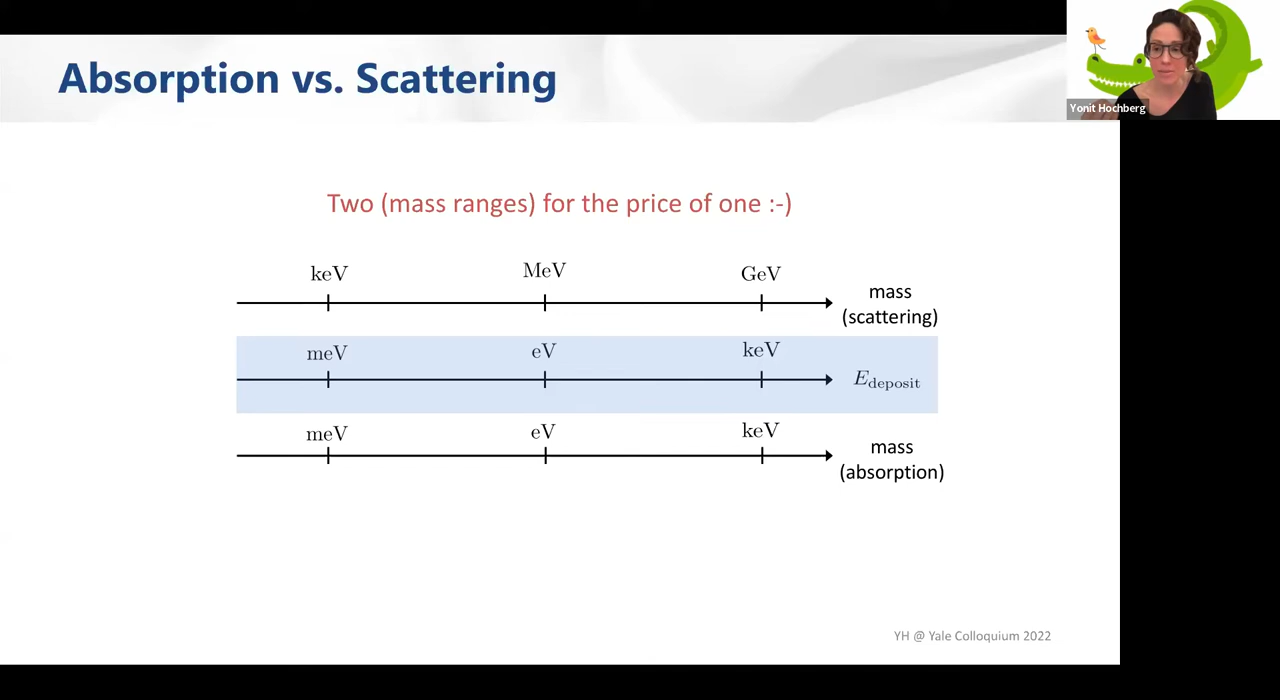 Absorption vs. Scattering
Yonit Hochberg
Two (mass ranges) for the price of one :-)
keV MeV GeV
mass
(scattering)
meV eV keV
E_deposit
meV eV keV
mass
(absorption)
YH @ Yale Colloquium 2022